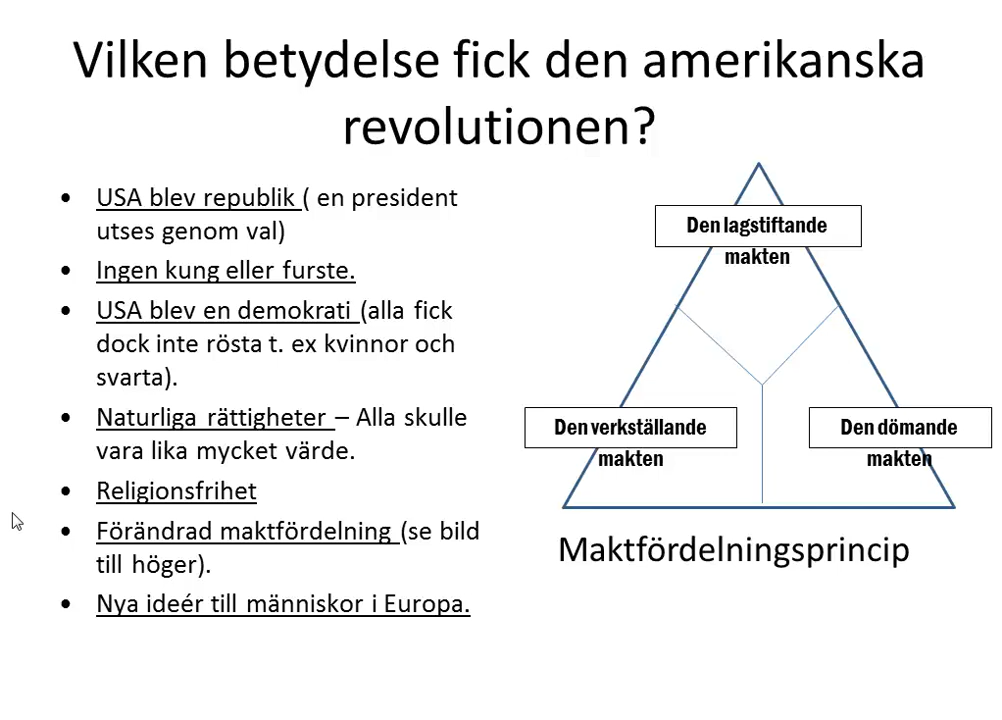 Vilken betydelse fick den amerikanska
revolutionen?
• USA blev republik ( en president
utses genom val)
• Ingen kung eller furste.
• USA blev en demokrati (alla fick
dock inte rösta t. ex kvinnor och
svarta).
• Naturliga rättigheter – Alla skulle
vara lika mycket värde.
• Religionsfrihet
• Förändrad maktfördelning (se bild
till höger).
• Nya ideér till människor i Europa.
Den lagstiftande
makten
Den verkställande
makten
Den dömande
makten
Maktfördelningsprincip